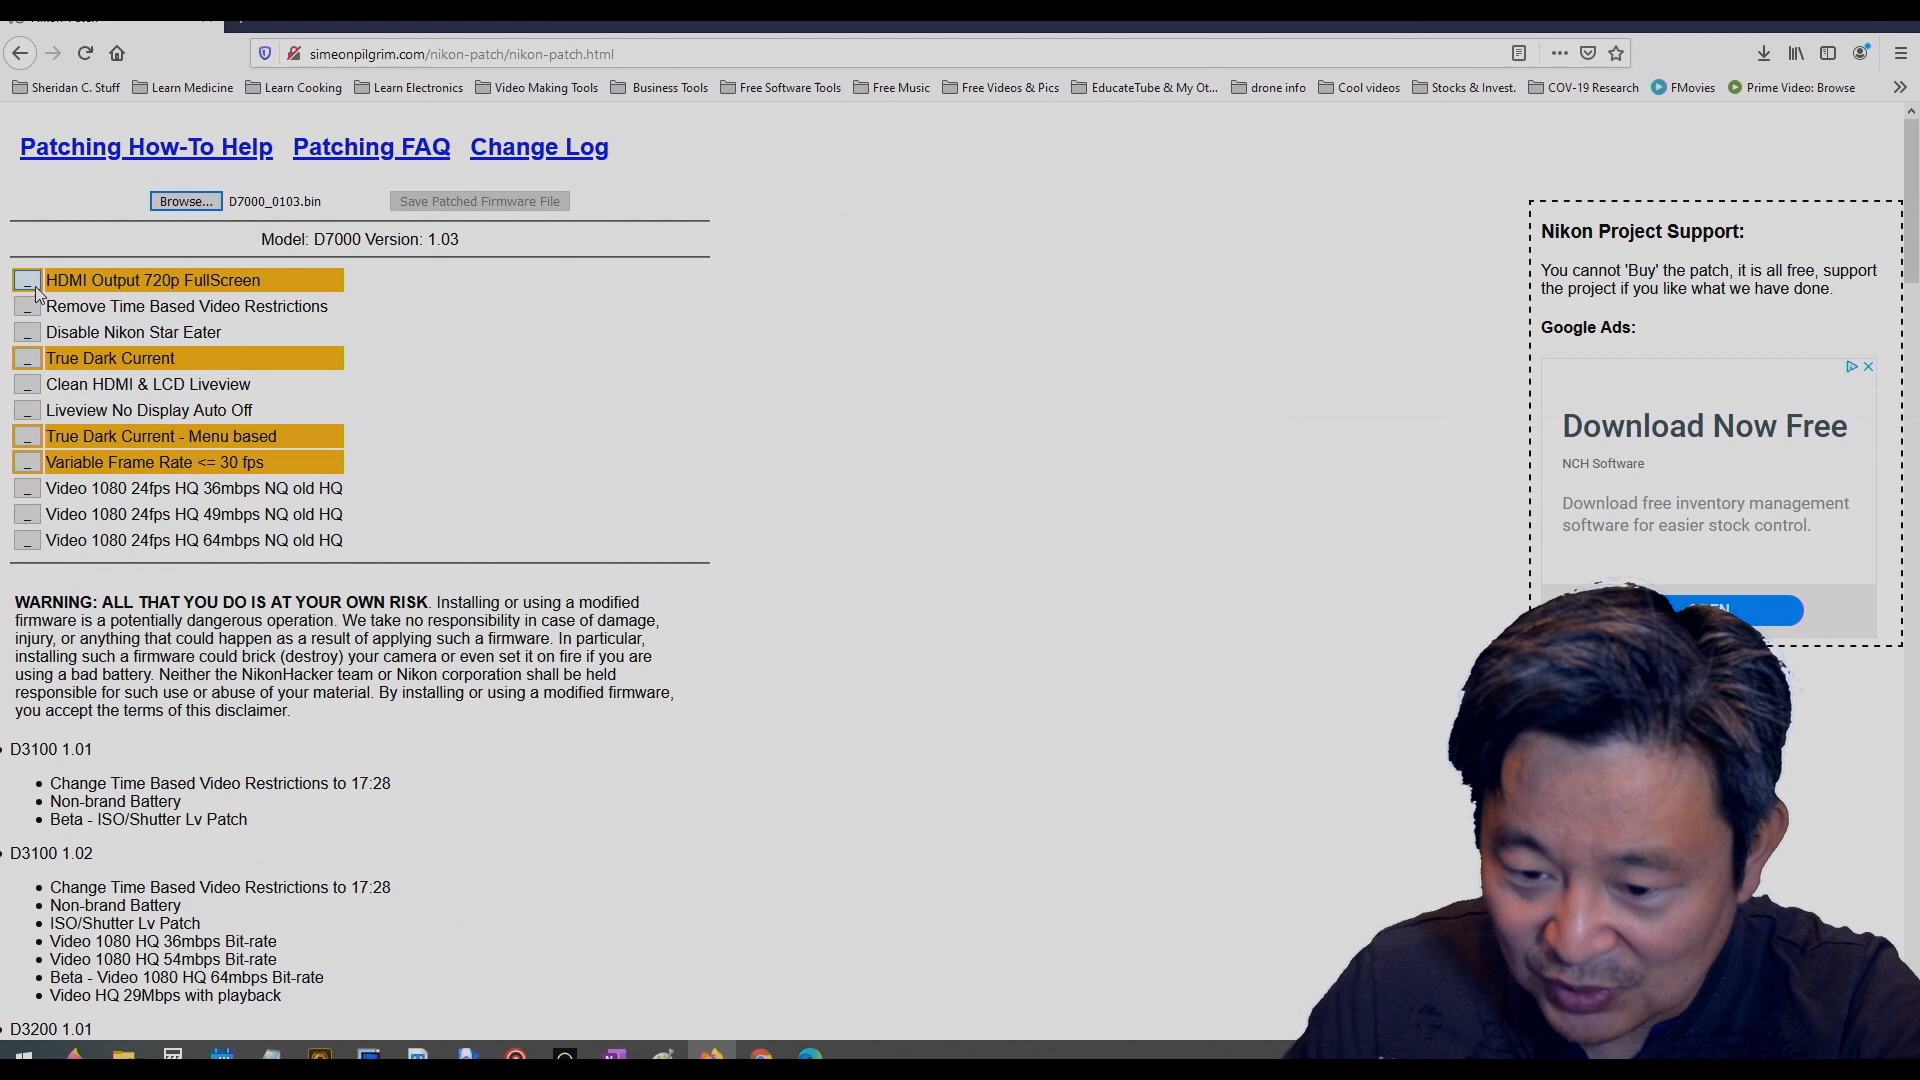 simeonpilgrim.com/nikon-patch/nikon-patch.html
Sheridan C. Stuff
Learn Medicine
Learn Cooking
Learn Electronics
Video Making Tools
Business Tools
Free Software Tools
Free Music
Free Videos & Pics
EducateTube & My Ot...
drone info
Cool videos
Stocks & Invest.
COV-19 Research
FMovies
Prime Video: Browse
Patching How-To Help
Patching FAQ
Change Log
Browse...
D7000_0103.bin
Save Patched Firmware File
Model: D7000 Version: 1.03
_ HDMI Output 720p FullScreen
_ Remove Time Based Video Restrictions
_ Disable Nikon Star Eater
_ True Dark Current
_ Clean HDMI & LCD Liveview
_ Liveview No Display Auto Off
_ True Dark Current - Menu based
_ Variable Frame Rate <= 30 fps
_ Video 1080 24fps HQ 36mbps NQ old HQ
_ Video 1080 24fps HQ 49mbps NQ old HQ
_ Video 1080 24fps HQ 64mbps NQ old HQ
WARNING: ALL THAT YOU DO IS AT YOUR OWN RISK. Installing or using a modified
firmware is a potentially dangerous operation. We take no responsibility in case of damage,
injury, or anything that could happen as a result of applying such a firmware. In particular,
installing such a firmware could brick (destroy) your camera or even set it on fire if you are
using a bad battery. Neither the NikonHacker team or Nikon corporation shall be held
responsible for such use or abuse of your material. By installing or using a modified firmware,
you accept the terms of this disclaimer.
D3100 1.01
Change Time Based Video Restrictions to 17:28
Non-brand Battery
Beta - ISO/Shutter Lv Patch
D3100 1.02
Change Time Based Video Restrictions to 17:28
Non-brand Battery
ISO/Shutter Lv Patch
Video 1080 HQ 36mbps Bit-rate
Video 1080 HQ 54mbps Bit-rate
Beta - Video 1080 HQ 64mbps Bit-rate
Video HQ 29Mbps with playback
D3200 1.01
Nikon Project Support:
You cannot 'Buy' the patch, it is all free, support
the project if you like what we have done.
Google Ads:
Download Now Free
NCH Software
Download free inventory management
software for easier stock control.